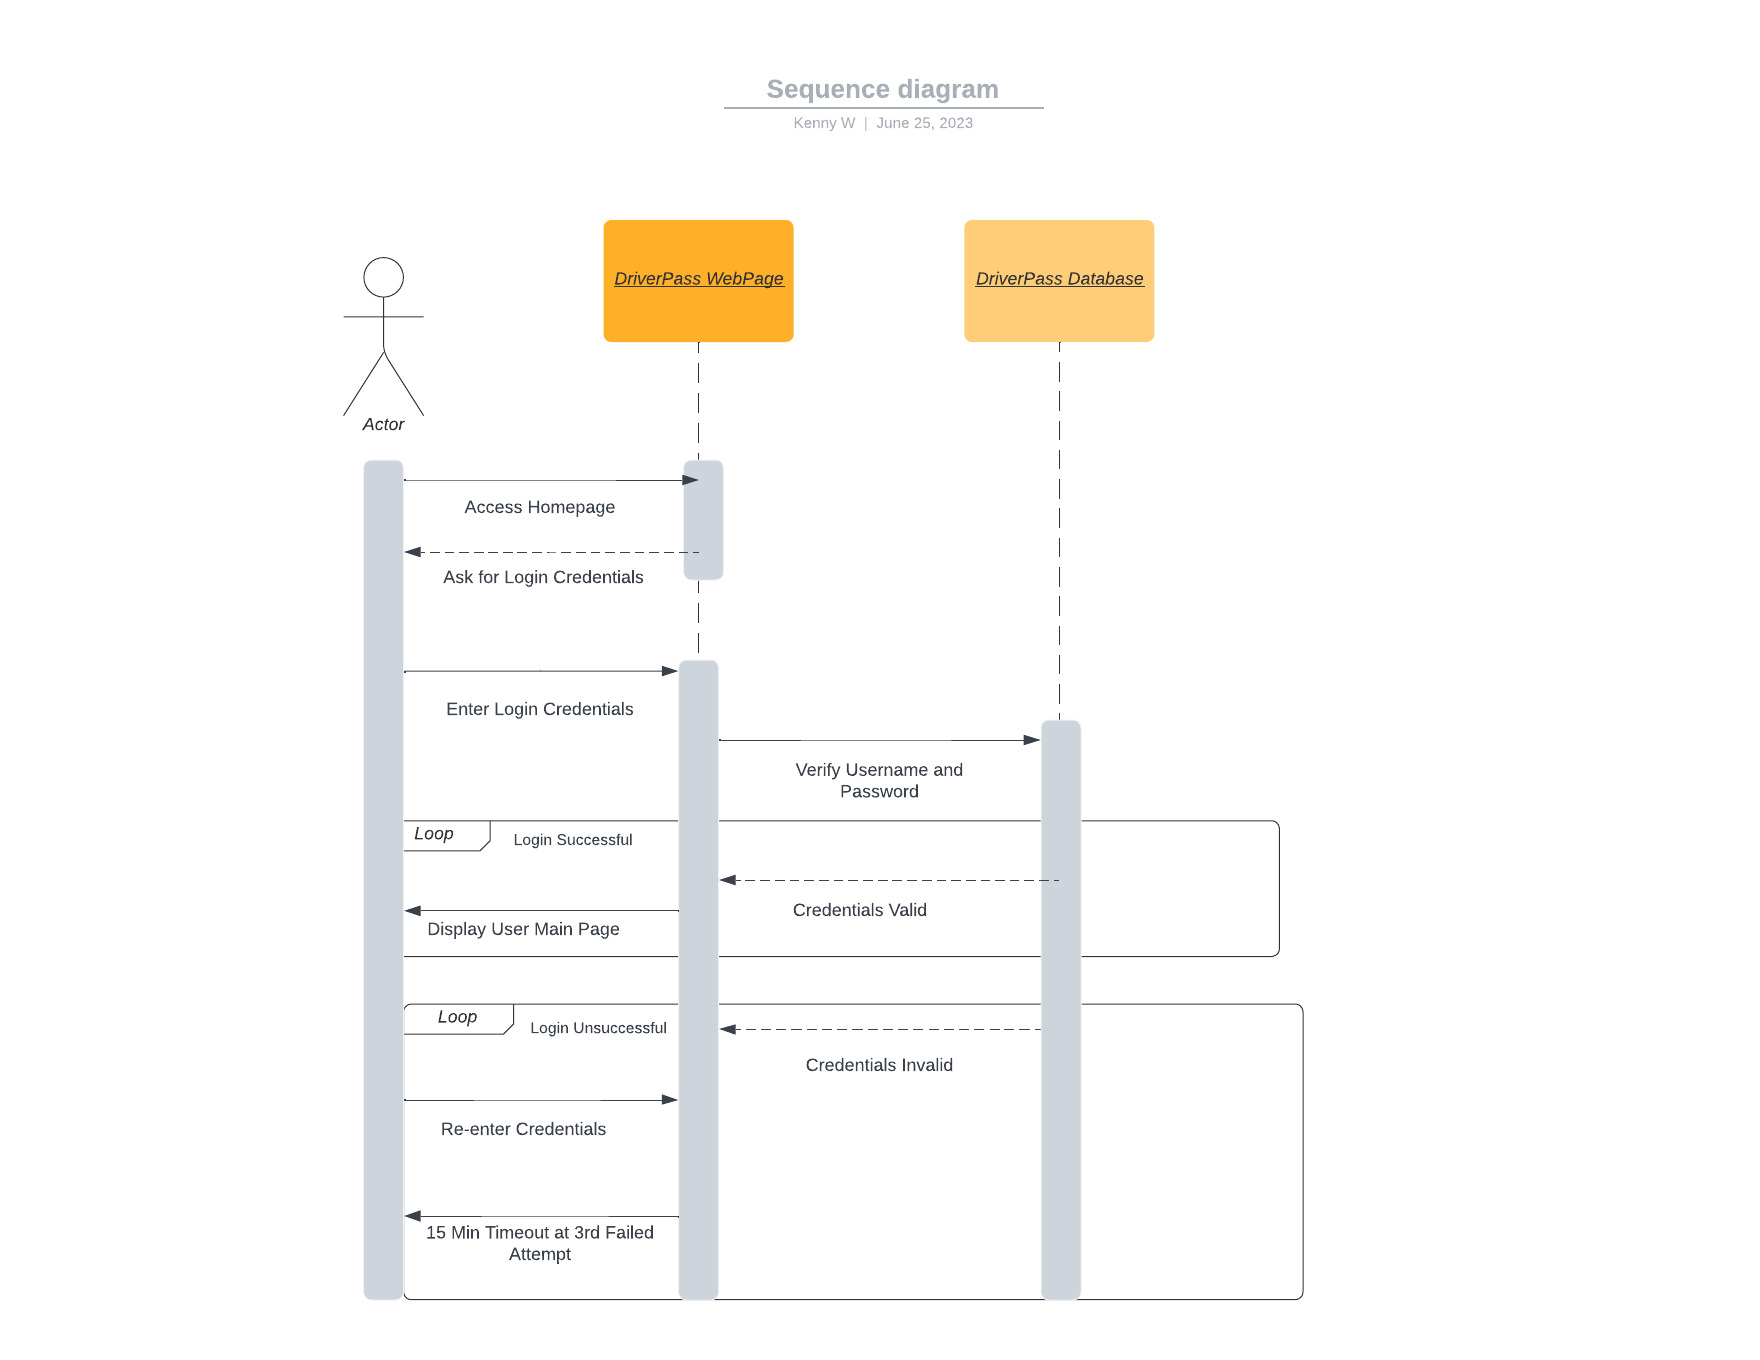 Sequence diagram
Kenny W | June 25, 2023
DriverPass WebPage
DriverPass Database
Actor
Access Homepage
Ask for Login Credentials
Enter Login Credentials
Verify Username and
Password
Loop
Login Successful
Credentials Valid
Display User Main Page
Loop
Login Unsuccessful
Credentials Invalid
Re-enter Credentials
15 Min Timeout at 3rd Failed
Attempt